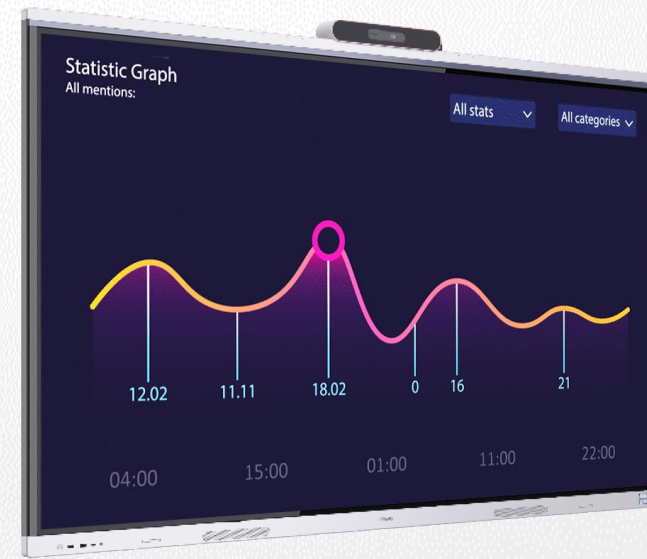 Statistic Graph
All mentions:
All stats
All categories
12.02
11.11
18.02
0
16
21
04:00
15:00
01:00
11:00
22:00